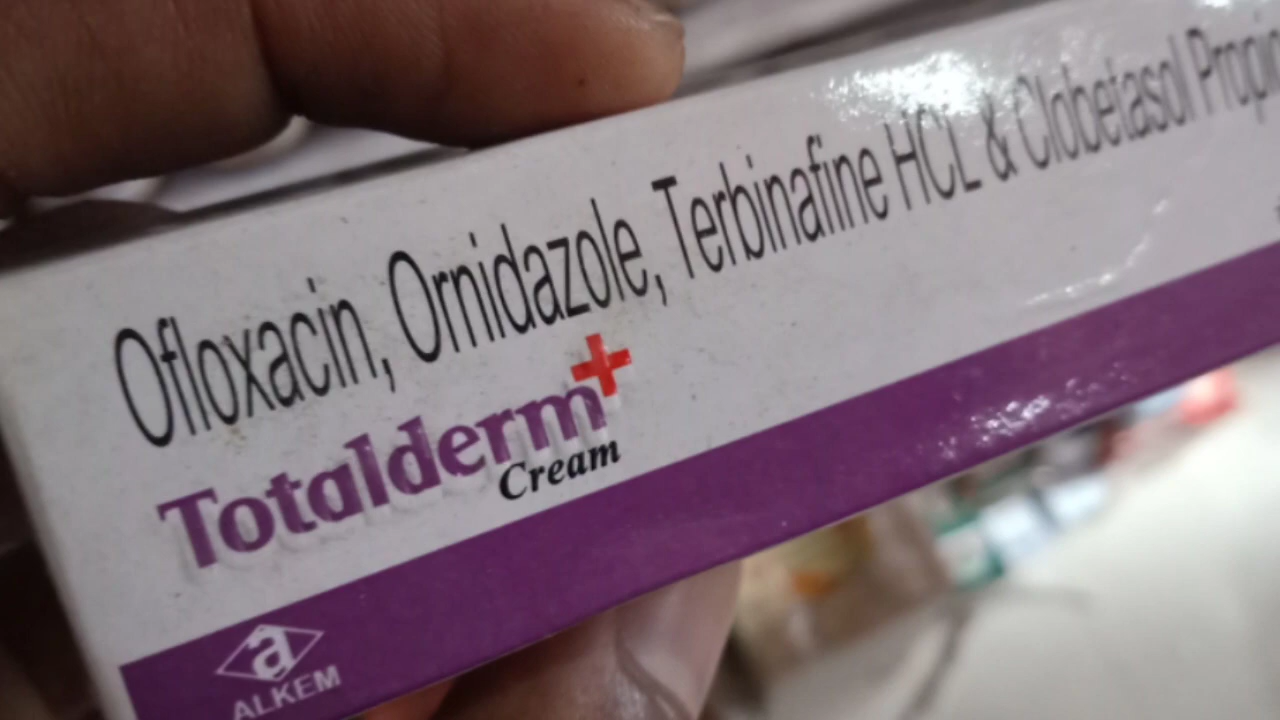 Ofloxacin, Ornidazole, Terbinafine HCL & Clobetasol
Totalderm+
Cream
a
ALKEM